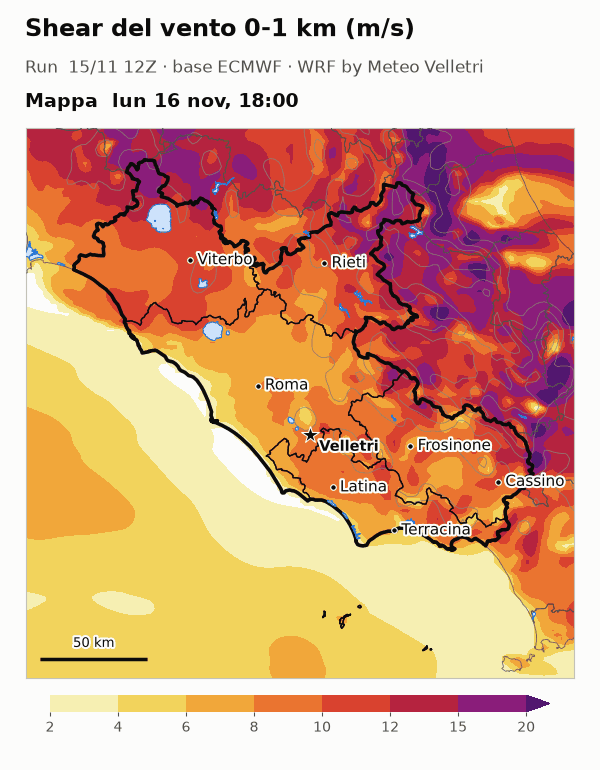 Shear del vento 0-1 km (m/s)
Run  15/11 12Z · base ECMWF · WRF by Meteo Velletri
Mappa  lun 16 nov, 18:00
Viterbo
Rieti
Roma
Velletri
Frosinone
Latina
Cassino
Terracina
50 km
2 4 6 8 10 12 15 20